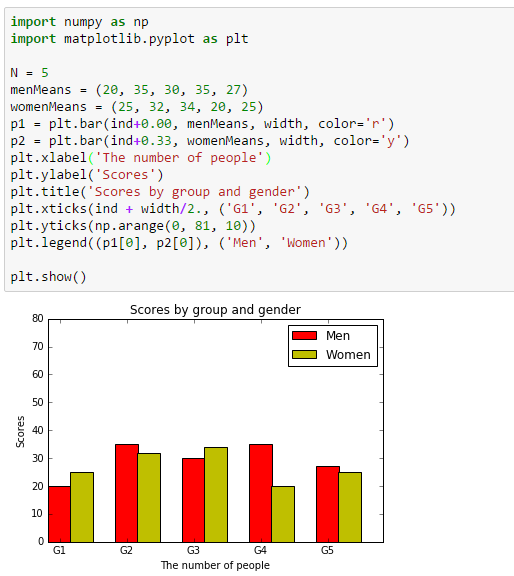 import numpy as np
import matplotlib.pyplot as plt
N = 5
menMeans = (20, 35, 30, 35, 27)
womenMeans = (25, 32, 34, 20, 25)
p1 = plt.bar(ind+0.00, menMeans, width, color='r')
p2 = plt.bar(ind+0.33, womenMeans, width, color='y')
plt.xlabel('The number of people')
plt.ylabel('Scores')
plt.title('Scores by group and gender')
plt.xticks(ind + width/2., ('G1', 'G2', 'G3', 'G4', 'G5'))
plt.yticks(np.arange(0, 81, 10))
plt.legend((p1[0], p2[0]), ('Men', 'Women'))
plt.show()
Scores by group and gender
Men
Women
80
70
60
50
40
30
20
10
0
Scores
G1 G2 G3 G4 G5
The number of people